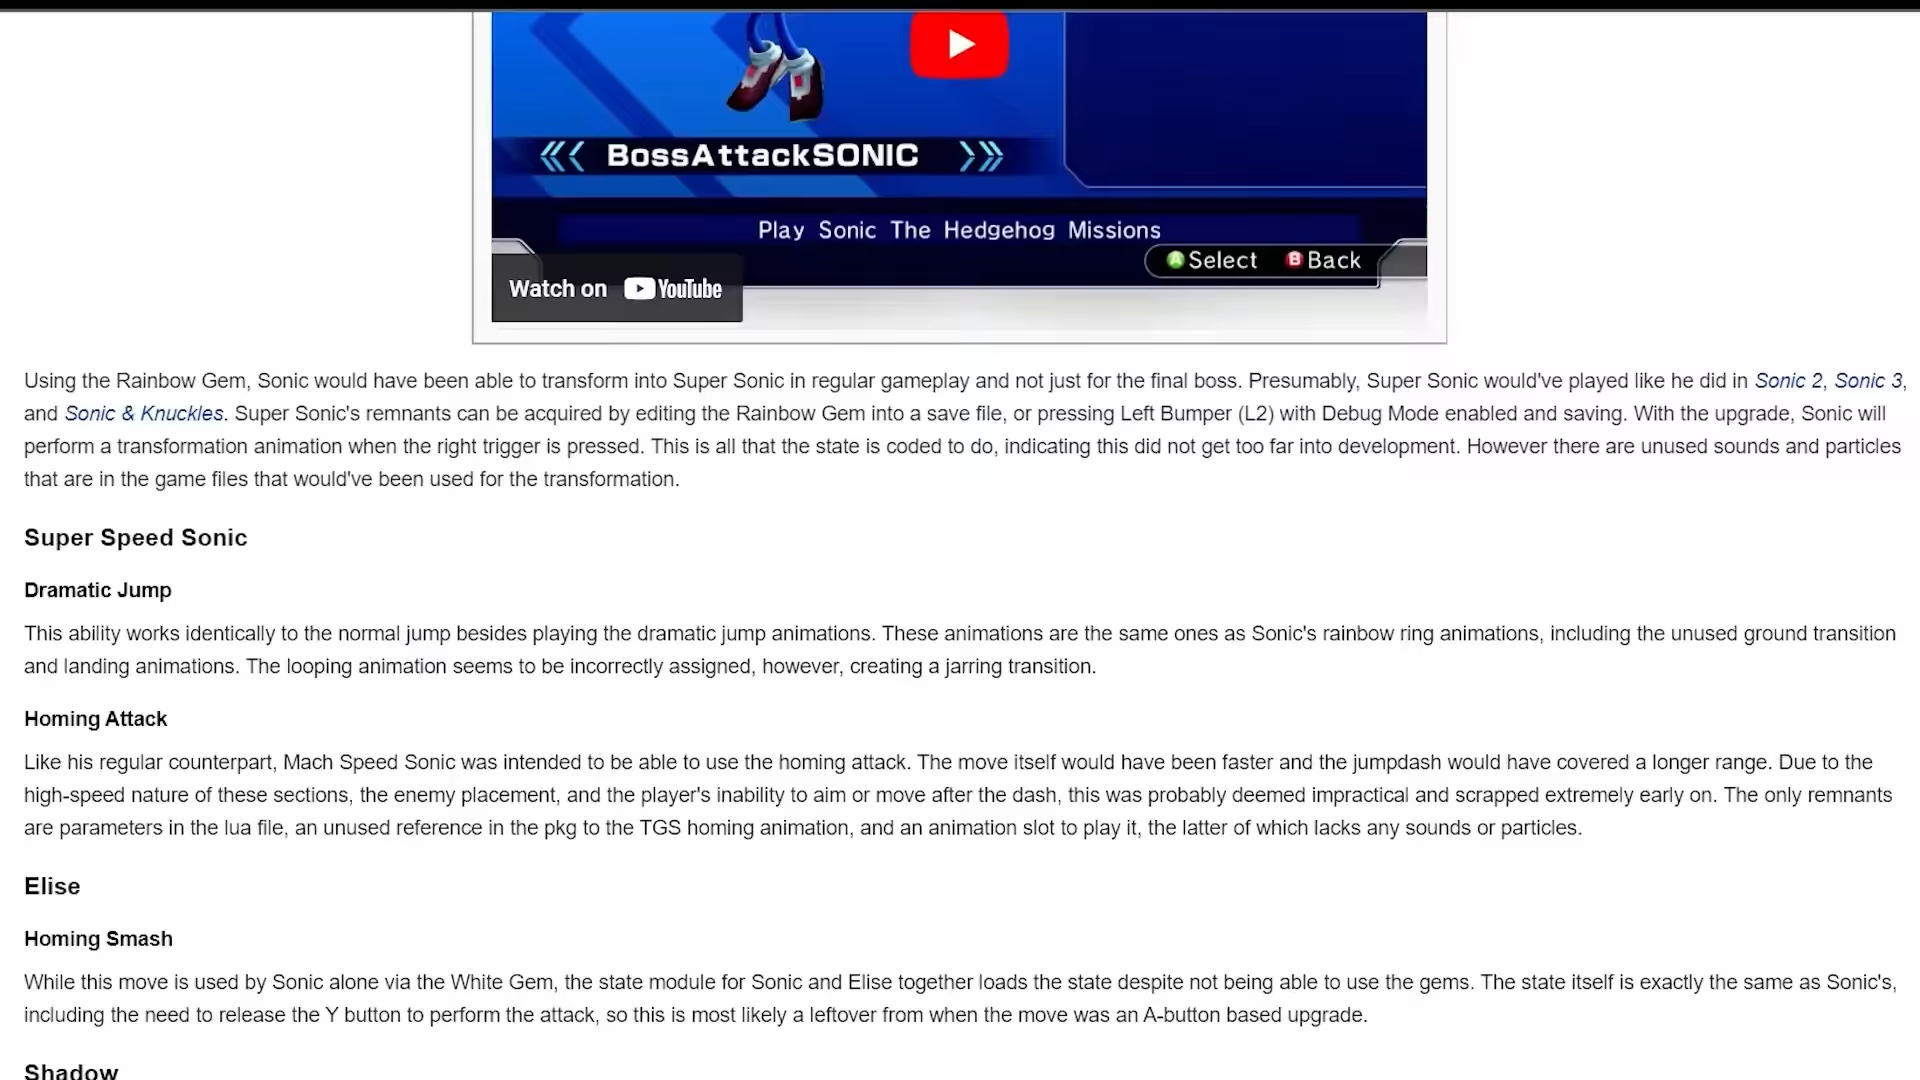 BossAttackSONIC
Play Sonic The Hedgehog Missions
A Select B Back
Watch on YouTube
Using the Rainbow Gem, Sonic would have been able to transform into Super Sonic in regular gameplay and not just for the final boss. Presumably, Super Sonic would've played like he did in Sonic 2, Sonic 3,
and Sonic & Knuckles. Super Sonic's remnants can be acquired by editing the Rainbow Gem into a save file, or pressing Left Bumper (L2) with Debug Mode enabled and saving. With the upgrade, Sonic will
perform a transformation animation when the right trigger is pressed. This is all that the state is coded to do, indicating this did not get too far into development. However there are unused sounds and particles
that are in the game files that would've been used for the transformation.
Super Speed Sonic
Dramatic Jump
This ability works identically to the normal jump besides playing the dramatic jump animations. These animations are the same ones as Sonic's rainbow ring animations, including the unused ground transition
and landing animations. The looping animation seems to be incorrectly assigned, however, creating a jarring transition.
Homing Attack
Like his regular counterpart, Mach Speed Sonic was intended to be able to use the homing attack. The move itself would have been faster and the jumpdash would have covered a longer range. Due to the
high-speed nature of these sections, the enemy placement, and the player's inability to aim or move after the dash, this was probably deemed impractical and scrapped extremely early on. The only remnants
are parameters in the lua file, an unused reference in the pkg to the TGS homing animation, and an animation slot to play it, the latter of which lacks any sounds or particles.
Elise
Homing Smash
While this move is used by Sonic alone via the White Gem, the state module for Sonic and Elise together loads the state despite not being able to use the gems. The state itself is exactly the same as Sonic's,
including the need to release the Y button to perform the attack, so this is most likely a leftover from when the move was an A-button based upgrade.
Shadow